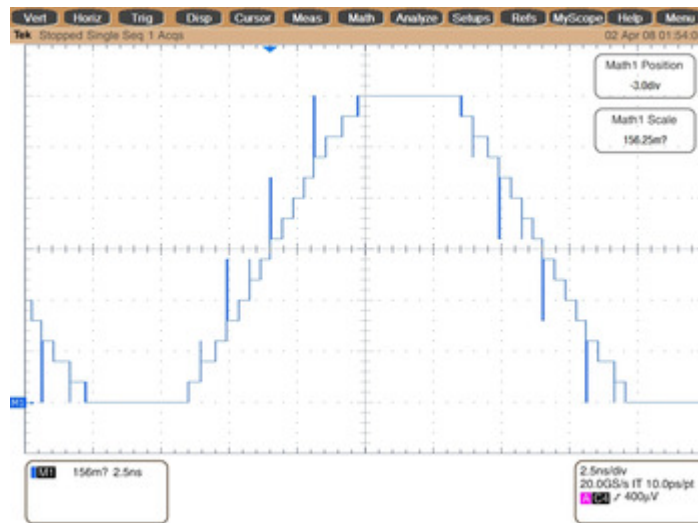 Vert Horiz Trig Disp Cursor Meas Math Analyze Setups Refs MyScope Help Menu
Tek Stopped Single Seq 1 Acqs 02 Apr 08 01:54:0
Math1 Position
-3.0div
Math1 Scale
156.25m?
M1
M1 156m? 2.5ns
2.5ns/div
20.0GS/s IT 10.0ps/pt
A C4 400µV